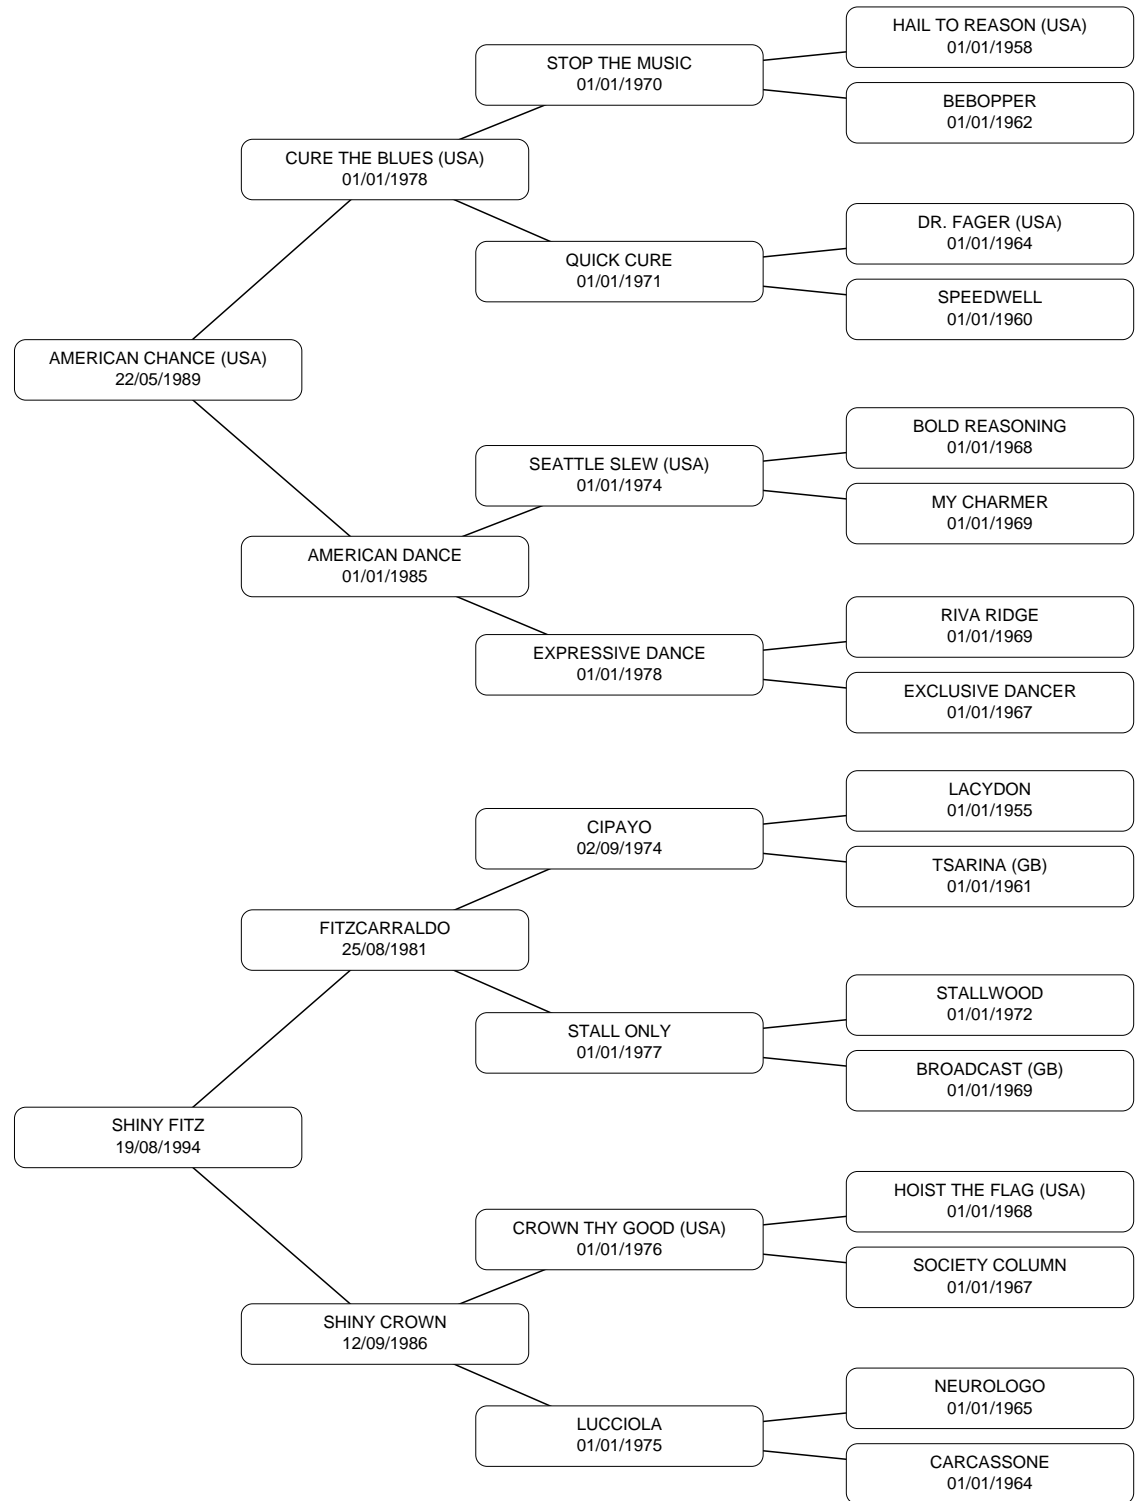 HAIL TO REASON (USA)
01/01/1958
STOP THE MUSIC
01/01/1970
BEBOPPER
01/01/1962
CURE THE BLUES (USA)
01/01/1978
DR. FAGER (USA)
01/01/1964
QUICK CURE
01/01/1971
SPEEDWELL
01/01/1960
AMERICAN CHANCE (USA)
22/05/1989
BOLD REASONING
01/01/1968
SEATTLE SLEW (USA)
01/01/1974
MY CHARMER
01/01/1969
AMERICAN DANCE
01/01/1985
RIVA RIDGE
01/01/1969
EXPRESSIVE DANCE
01/01/1978
EXCLUSIVE DANCER
01/01/1967
LACYDON
01/01/1955
CIPAYO
02/09/1974
TSARINA (GB)
01/01/1961
FITZCARRALDO
25/08/1981
STALLWOOD
01/01/1972
STALL ONLY
01/01/1977
BROADCAST (GB)
01/01/1969
SHINY FITZ
19/08/1994
HOIST THE FLAG (USA)
01/01/1968
CROWN THY GOOD (USA)
01/01/1976
SOCIETY COLUMN
01/01/1967
SHINY CROWN
12/09/1986
NEUROLOGO
01/01/1965
LUCCIOLA
01/01/1975
CARCASSONE
01/01/1964